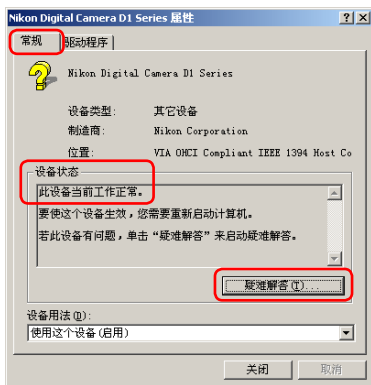 Nikon Digital Camera D1 Series 属性
常规 驱动程序
Nikon Digital Camera D1 Series
设备类型: 其它设备
制造商: Nikon Corporation
位置: VIA OHCI Compliant IEEE 1394 Host Co
设备状态
此设备当前工作正常。
要使这个设备生效，您需要重新启动计算机。
若此设备有问题，单击“疑难解答”来启动疑难解答。
疑难解答(T)...
设备用法(D):
使用这个设备(启用)
关闭 取消